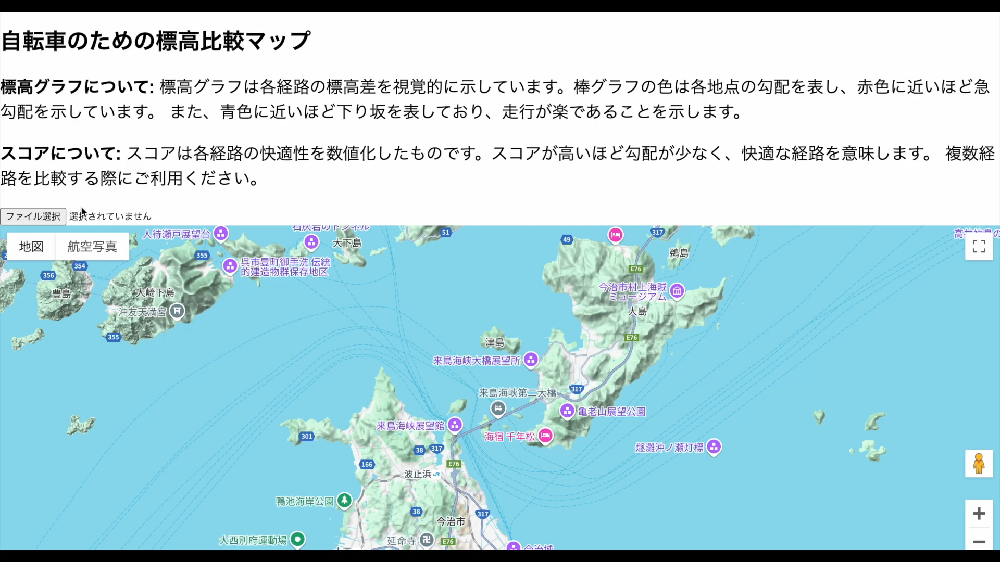 自転車のための標高比較マップ
標高グラフについて: 標高グラフは各経路の標高差を視覚的に示しています。棒グラフの色は各地点の勾配を表し、赤色に近いほど急
勾配を示しています。 また、青色に近いほど下り坂を表しており、走行が楽であることを示します。
スコアについて: スコアは各経路の快適性を数値化したものです。スコアが高いほど勾配が少なく、快適な経路を意味します。 複数経
路を比較する際にご利用ください。
ファイル選択 選択されていません
地図 航空写真
人待瀬戸展望台
石灰岩のトンネル
大下島
51
49
317
鵜島
355
354
356
呉市豊町御手洗 伝統
的建造物群保存地区
E76
豊島
大崎下島
今治市村上海賊
ミュージアム
沖友天満宮
大島
355
E76
津島
来島海峡大橋展望所
317
来島海峡第二大橋
亀老山展望公園
来島海峡展望館
301
海宿 千年松
38
317
燧灘沖ノ瀬灯標
166
E76
波止浜 JR
鴨池海岸公園
38
317
今治市
大西別府運動場
延命寺
E76
今治城